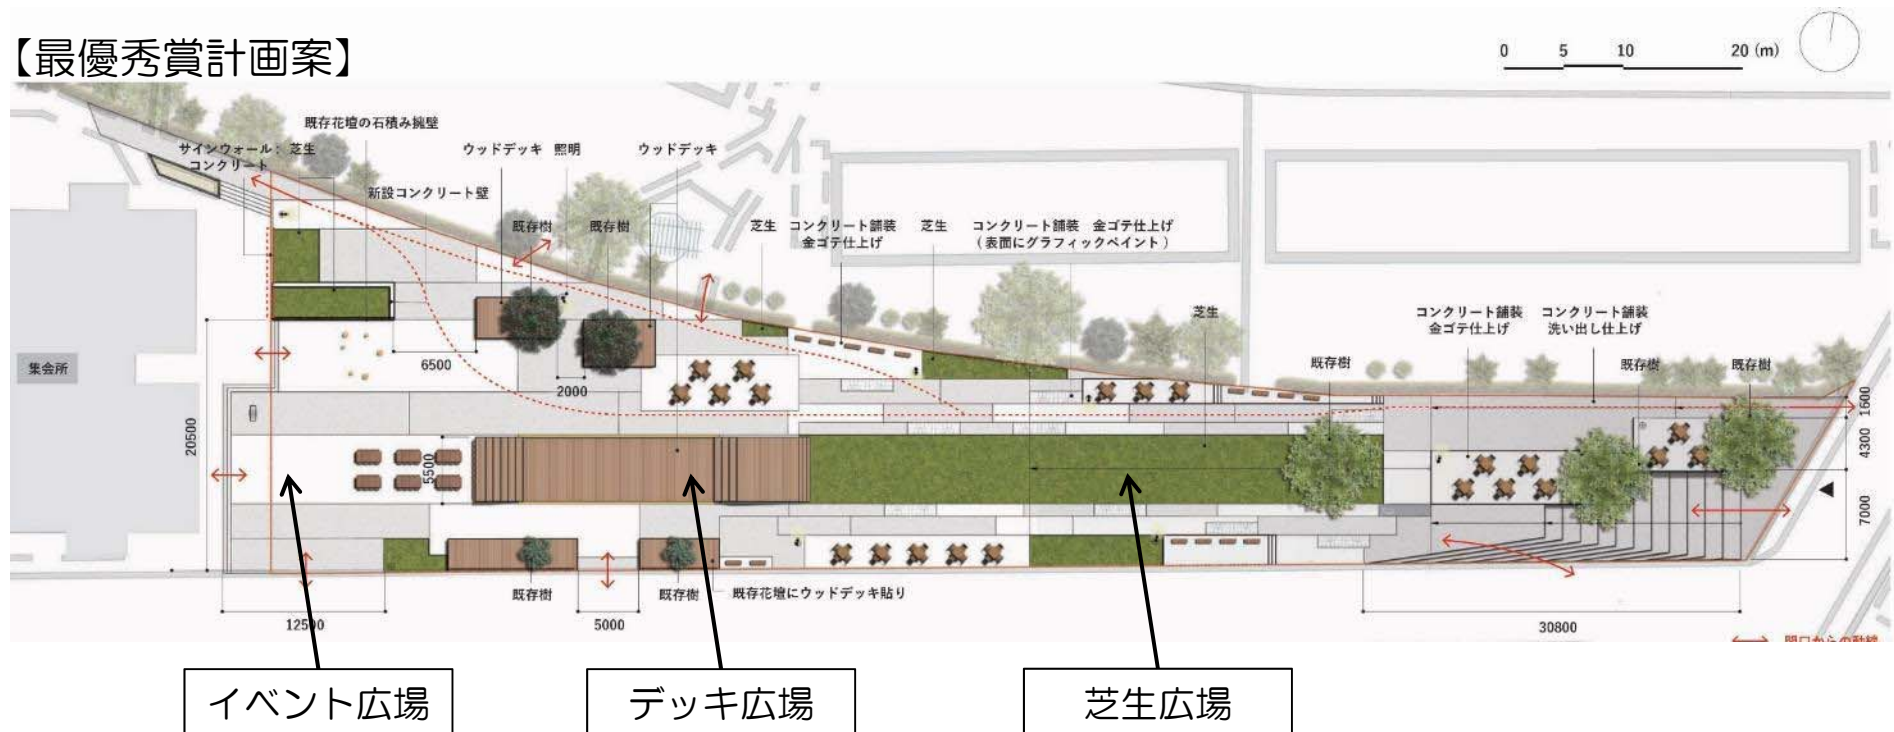 【最優秀賞計画案】
0 5 10 20 (m)
既存花壇の石積み擁壁
サインウォール： 芝生
コンクリート
ウッドデッキ 照明
ウッドデッキ
新設コンクリート壁
既存樹
既存樹
芝生
コンクリート舗装
金ゴテ仕上げ
芝生
コンクリート舗装 金ゴテ仕上げ
（表面にグラフィックペイント）
芝生
コンクリート舗装
金ゴテ仕上げ
コンクリート舗装
洗い出し仕上げ
既存樹
既存樹
既存樹
集会所
6500
2000
20500
5500
1600
4300
7000
既存樹
既存樹
既存花壇にウッドデッキ貼り
12500
5000
30800
イベント広場
デッキ広場
芝生広場